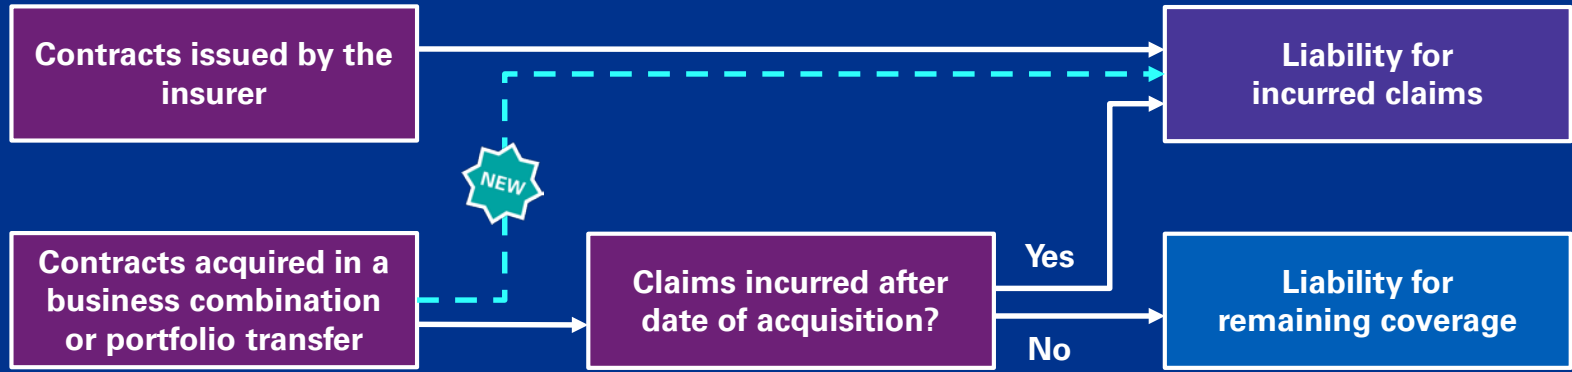 Contracts issued by the
insurer
Liability for
incurred claims
NEW
Contracts acquired in a
business combination
or portfolio transfer
Claims incurred after
date of acquisition?
Yes
No
Liability for
remaining coverage